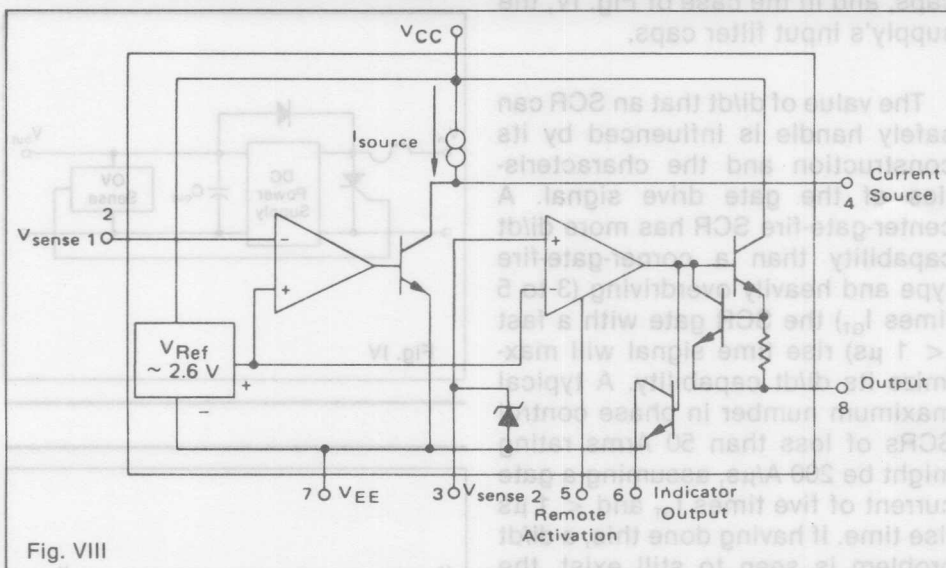 caps, and in the case of Fig. IV, the
supply's input filter caps.
The value of di/dt that an SCR can
safely handle is influenced by its
construction and the characteris-
of the gate drive signal. A
center-gate-fire SCR has more di/dt
capability than a corner-gate-fire
type and heavily overdriving (3 to 5
times IGT) the SCR gate with a fast
< 1 µs) rise time signal will max-
its di/dt capability. A typical
maximum number in phase control
SCRs of less than 50 Arms rating
might be 200 A/µs, assuming a gate
current of five times IGT and < 1 µs
rise time. If having done this, a di/dt
problem is seen to still exist, the
OV
Sense
DC
Power
Supply
Cout
Vout
Fig. IV
VCC
Isource
4 Current
Source
2
Vsense 1
−
+
+
VRef
~ 2.6 V
+
−
Output
8
7 VEE
3 Vsense 2
5
Remote
Activation
6 Indicator
Output
Fig. VIII